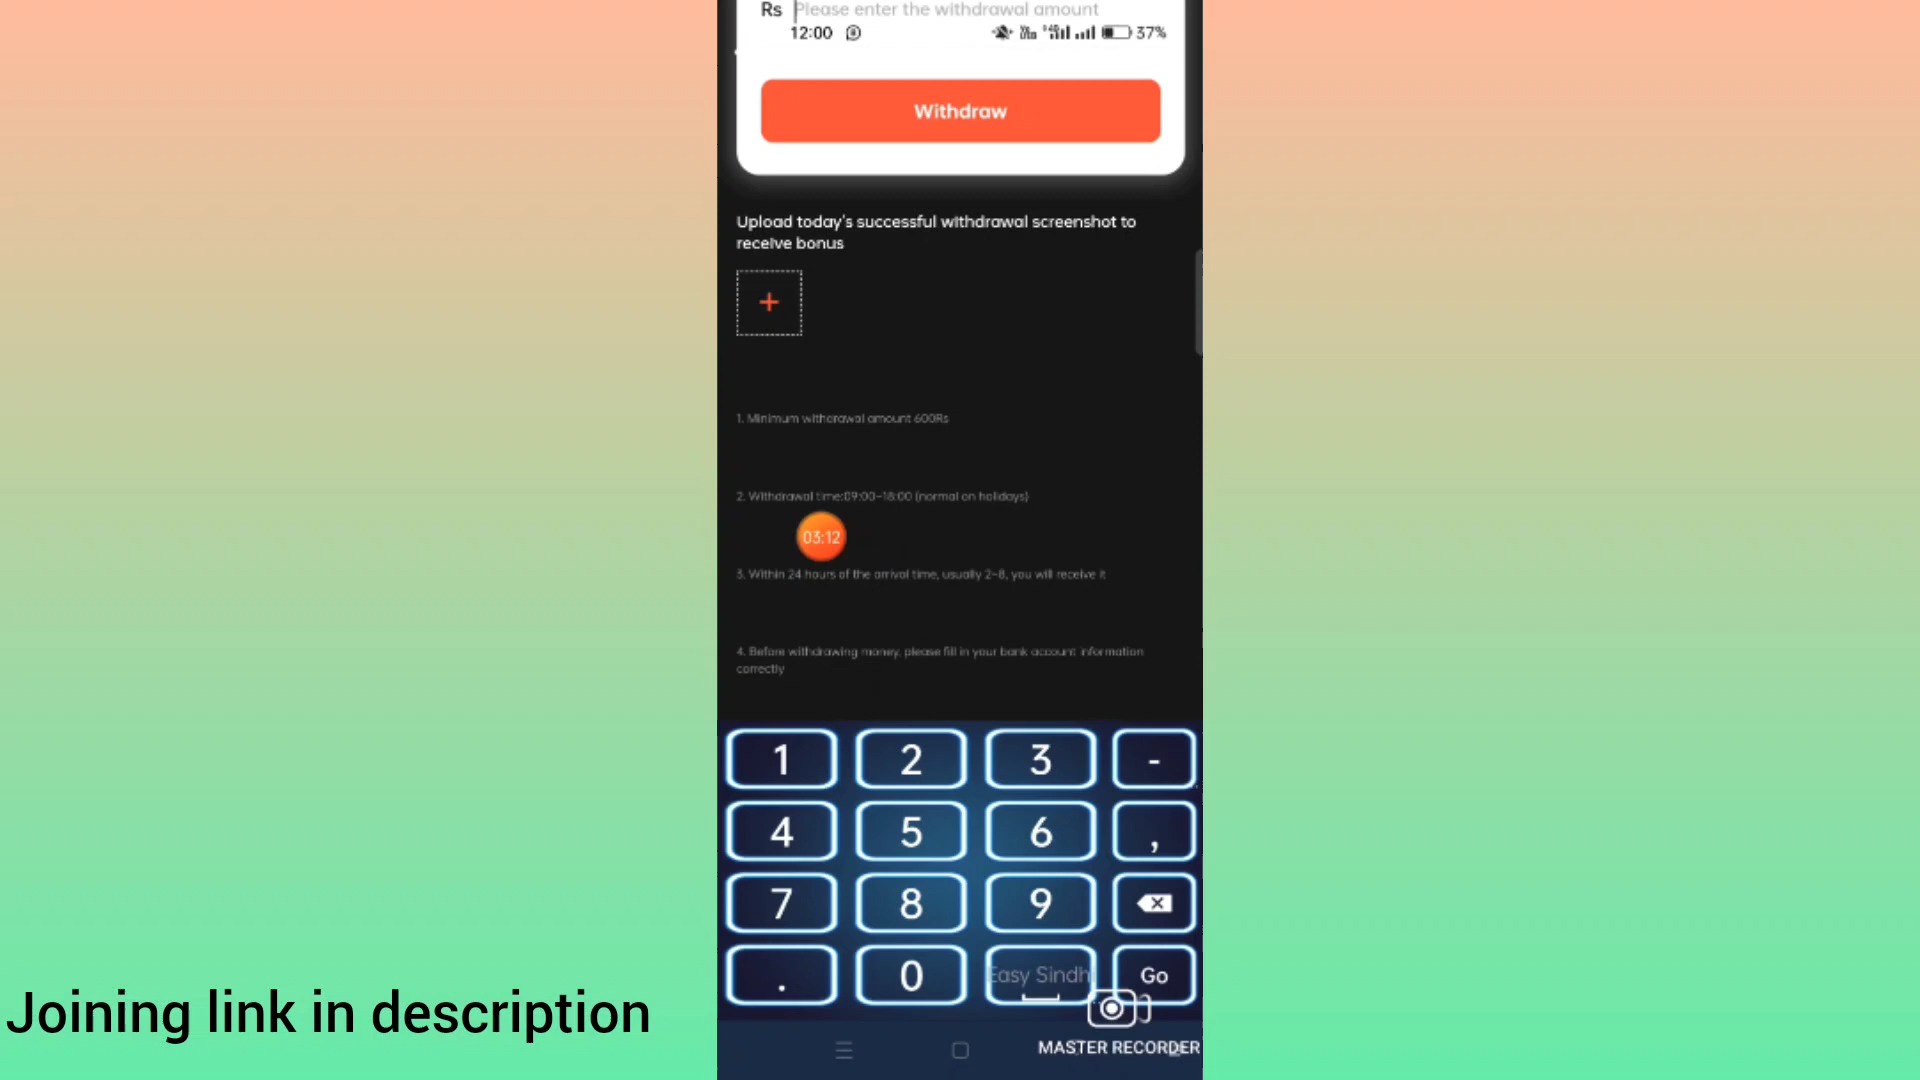 Rs Please enter the withdrawal amount
12:00 37%
Withdraw
Upload today's successful withdrawal screenshot to
receive bonus
+
1. Minimum withdrawal amount 600Rs
2. Withdrawal time:09:00-18:00 (normal on holidays)
03:12
3. Within 24 hours of the arrival time, usually 2-8, you will receive it
4. Before withdrawing money, please fill in your bank account information
correctly
1 2 3 -
4 5 6 ,
7 8 9
. 0 Easy Sindhi Go
Joining link in description
MASTER RECORDER